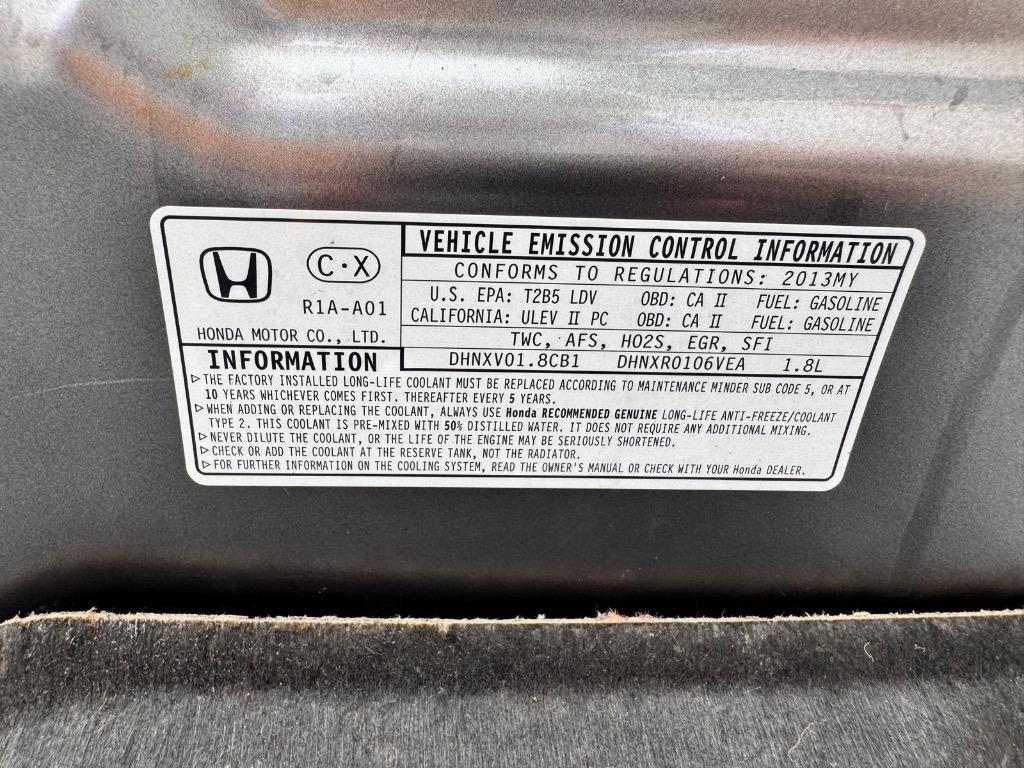 VEHICLE EMISSION CONTROL INFORMATION
C·X
CONFORMS TO REGULATIONS: 2013MY
R1A-A01
U.S. EPA: T2B5 LDV OBD: CA II FUEL: GASOLINE
CALIFORNIA: ULEV II PC OBD: CA II FUEL: GASOLINE
HONDA MOTOR CO., LTD.
TWC, AFS, HO2S, EGR, SFI
INFORMATION
DHNXV01.8CB1 DHNXR0106VEA 1.8L
▷THE FACTORY INSTALLED LONG-LIFE COOLANT MUST BE REPLACED ACCORDING TO MAINTENANCE MINDER SUB CODE 5, OR AT
10 YEARS WHICHEVER COMES FIRST. THEREAFTER EVERY 5 YEARS.
▷WHEN ADDING OR REPLACING THE COOLANT, ALWAYS USE Honda RECOMMENDED GENUINE LONG-LIFE ANTI-FREEZE/COOLANT
TYPE 2. THIS COOLANT IS PRE-MIXED WITH 50% DISTILLED WATER. IT DOES NOT REQUIRE ANY ADDITIONAL MIXING.
▷NEVER DILUTE THE COOLANT, OR THE LIFE OF THE ENGINE MAY BE SERIOUSLY SHORTENED.
▷CHECK OR ADD THE COOLANT AT THE RESERVE TANK, NOT THE RADIATOR.
▷FOR FURTHER INFORMATION ON THE COOLING SYSTEM, READ THE OWNER'S MANUAL OR CHECK WITH YOUR Honda DEALER.